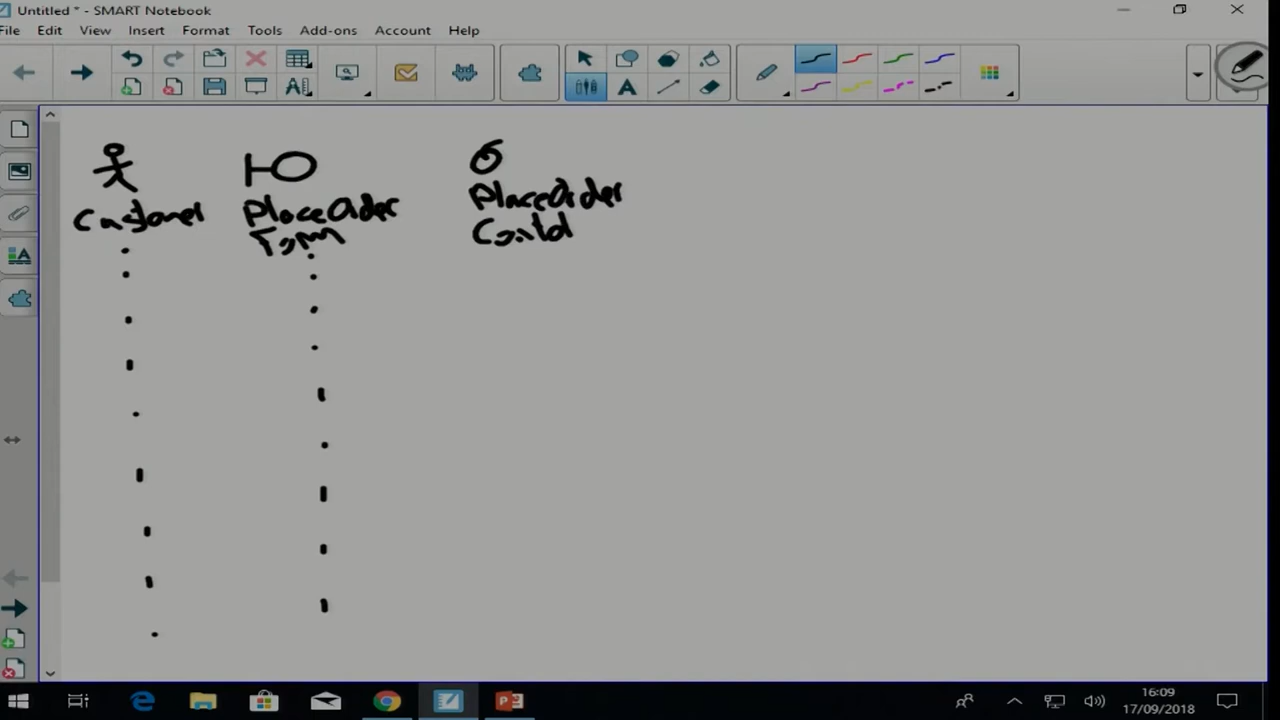 Untitled * - SMART Notebook
File Edit View Insert Format Tools Add-ons Account Help
A
Customer
PlaceOrder
Form
PlaceOrder
Control
16:09
17/09/2018